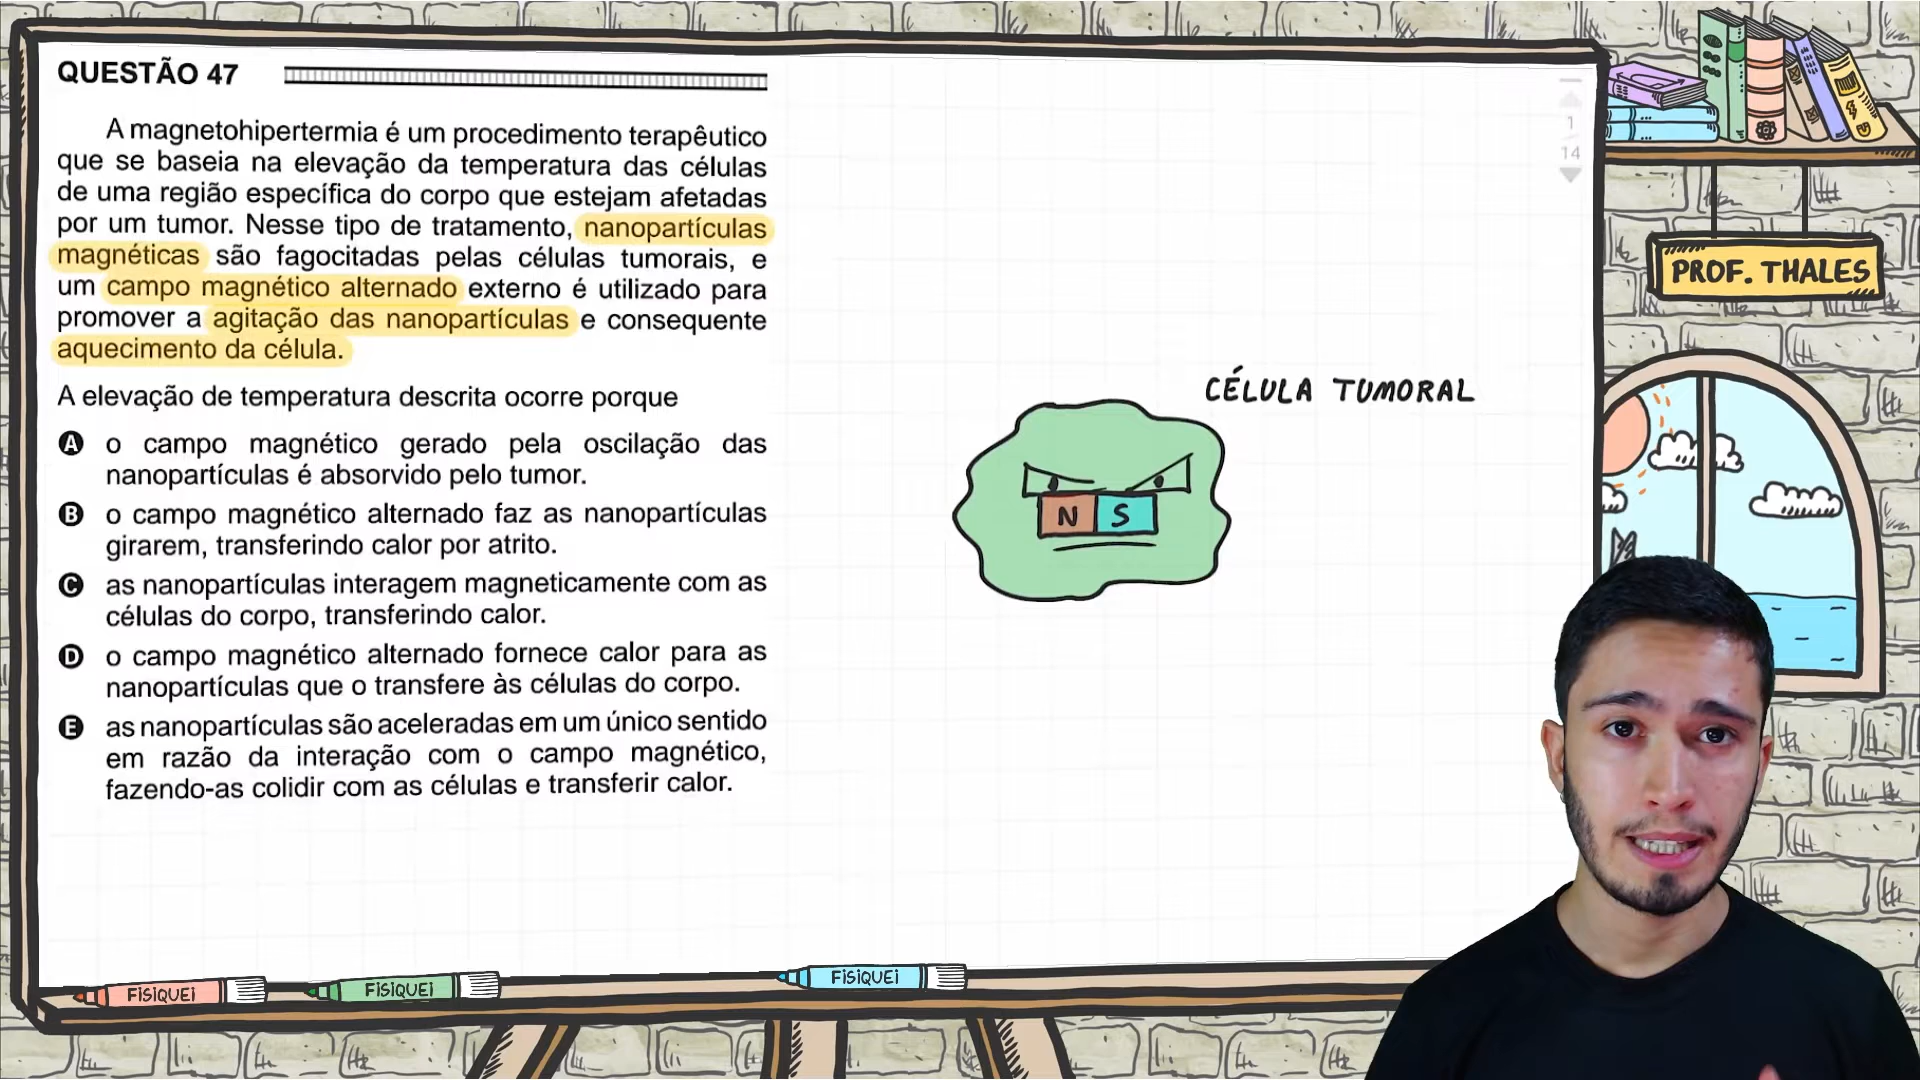 QUESTÃO 47
A magnetohipertermia é um procedimento terapêutico
que se baseia na elevação da temperatura das células
de uma região específica do corpo que estejam afetadas
por um tumor. Nesse tipo de tratamento, nanopartículas
magnéticas são fagocitadas pelas células tumorais, e
um campo magnético alternado externo é utilizado para
promover a agitação das nanopartículas e consequente
aquecimento da célula.
A elevação de temperatura descrita ocorre porque
A o campo magnético gerado pela oscilação das
nanopartículas é absorvido pelo tumor.
B o campo magnético alternado faz as nanopartículas
girarem, transferindo calor por atrito.
C as nanopartículas interagem magneticamente com as
células do corpo, transferindo calor.
D o campo magnético alternado fornece calor para as
nanopartículas que o transfere às células do corpo.
E as nanopartículas são aceleradas em um único sentido
em razão da interação com o campo magnético,
fazendo-as colidir com as células e transferir calor.
CÉLULA TUMORAL
N S
1
14
PROF. THALES
FISIQUEI
FISIQUEI
FISIQUEI